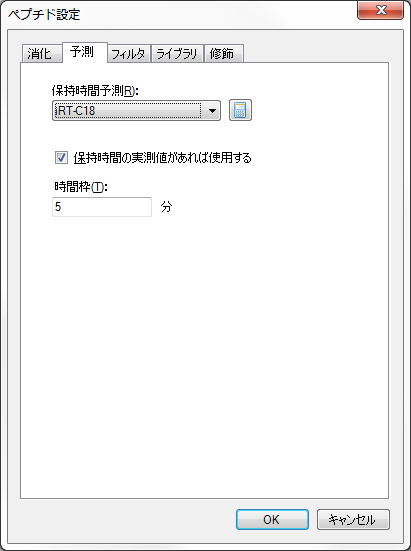 ペプチド設定
消化 予測 フィルタ ライブラリ 修飾
保持時間予測(R):
iRT-C18
保持時間の実測値があれば使用する
時間枠(T):
5 分
OK キャンセル